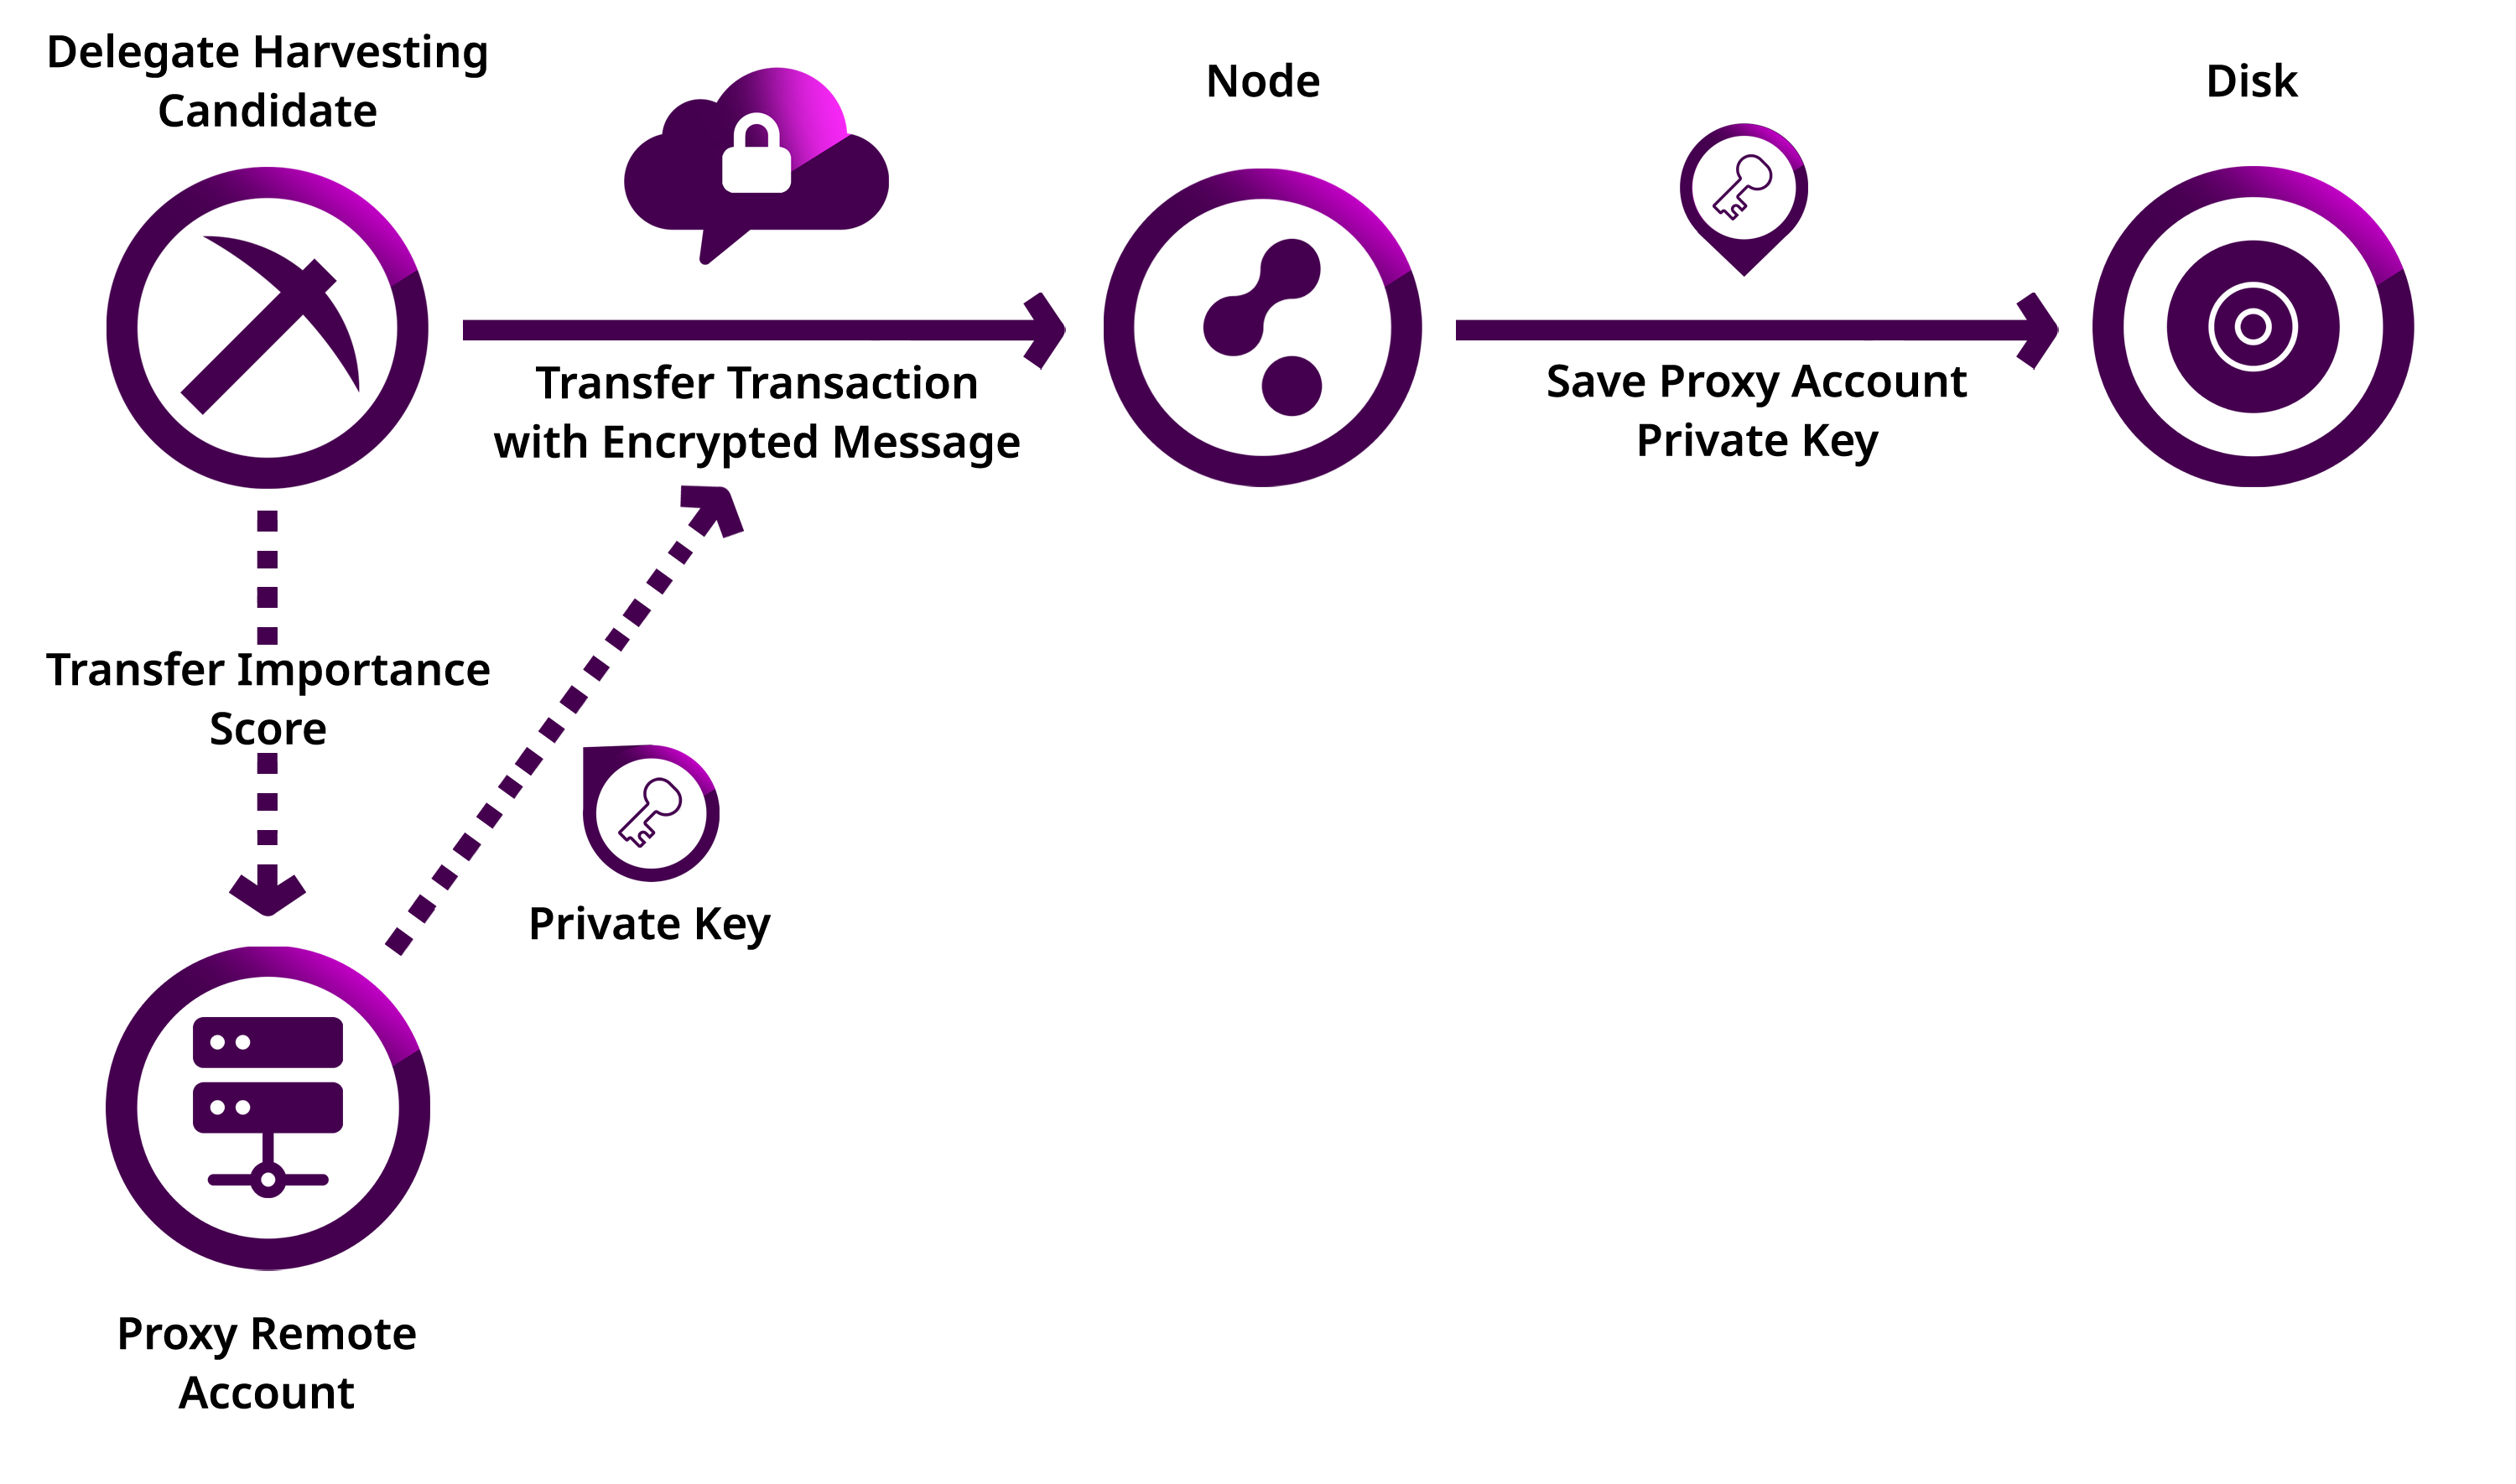 Delegate Harvesting
Candidate
Node
Disk
Transfer Transaction
with Encrypted Message
Save Proxy Account
Private Key
Transfer Importance
Score
Private Key
Proxy Remote
Account